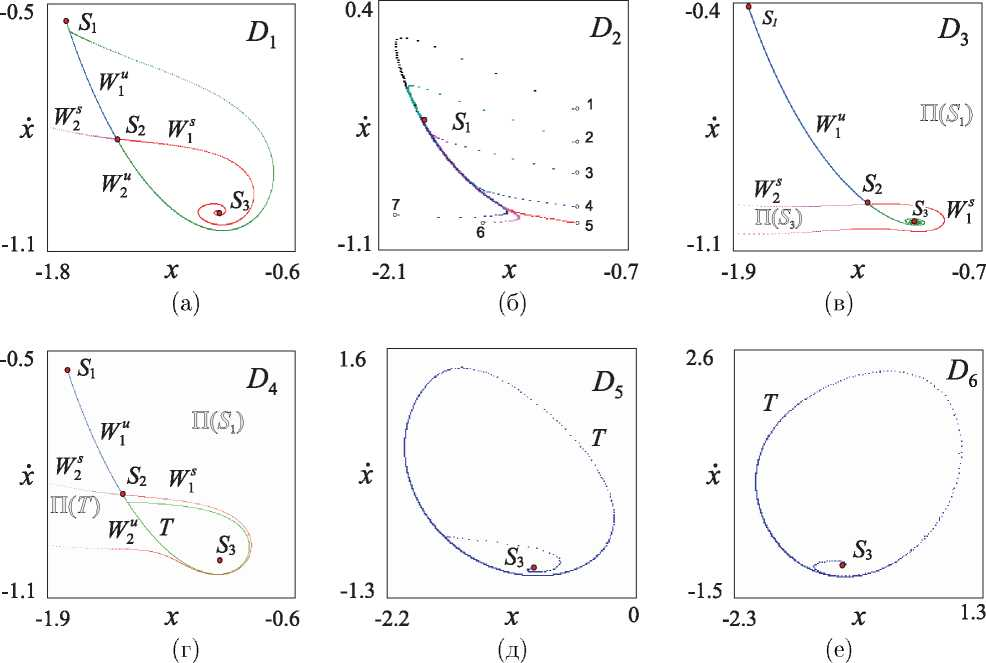 -0.5
S₁
D₁
W₁ᵘ
W₂ˢ
S₂
W₁ˢ
ẋ
W₂ᵘ
S₃
-1.1
-1.8
x
-0.6
(а)
0.4
D₂
1
S₁
2
ẋ
3
4
7
6
5
-1.1
-2.1
x
-0.7
(б)
-0.4
S₁
D₃
Π(S₁)
ẋ
W₁ᵘ
W₂ˢ
S₂
Π(S₃)
S₃
W₁ˢ
-1.1
-1.9
x
-0.7
(в)
-0.5
S₁
D₄
Π(S₁)
W₁ᵘ
W₂ˢ
S₂
W₁ˢ
ẋ
Π(T)
W₂ᵘ
T
S₃
-1.1
-1.9
x
-0.6
(г)
1.6
D₅
T
ẋ
S₃
-1.3
-2.2
x
0
(д)
2.6
D₆
T
ẋ
S₃
-1.5
-2.3
x
1.3
(е)